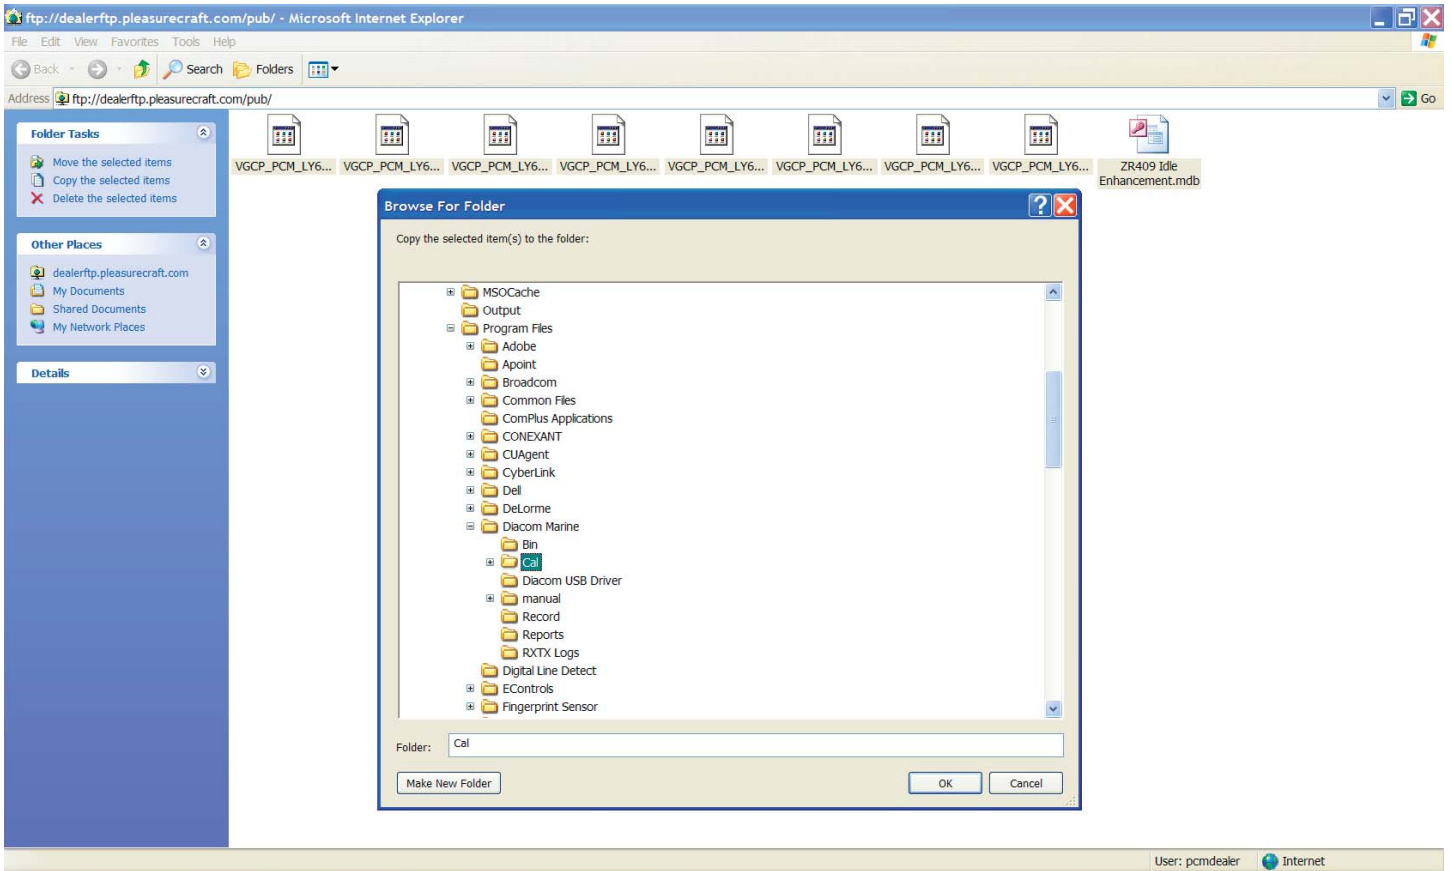 ftp://dealerftp.pleasurecraft.com/pub/ - Microsoft Internet Explorer
File Edit View Favorites Tools Help
Back Search Folders
Address ftp://dealerftp.pleasurecraft.com/pub/ Go
Folder Tasks
Move the selected items
Copy the selected items
Delete the selected items
Other Places
dealerftp.pleasurecraft.com
My Documents
Shared Documents
My Network Places
Details
VGCP_PCM_LY6... VGCP_PCM_LY6... VGCP_PCM_LY6... VGCP_PCM_LY6... VGCP_PCM_LY6... VGCP_PCM_LY6... VGCP_PCM_LY6... VGCP_PCM_LY6... ZR409 Idle
Enhancement.mdb
Browse For Folder
Copy the selected item(s) to the folder:
MSOCache
Output
Program Files
Adobe
Apoint
Broadcom
Common Files
ComPlus Applications
CONEXANT
CUAgent
CyberLink
Dell
DeLorme
Diacom Marine
Bin
Cal
Diacom USB Driver
manual
Record
Reports
RXTX Logs
Digital Line Detect
EControls
Fingerprint Sensor
Folder: Cal
Make New Folder OK Cancel
User: pcmdealer Internet